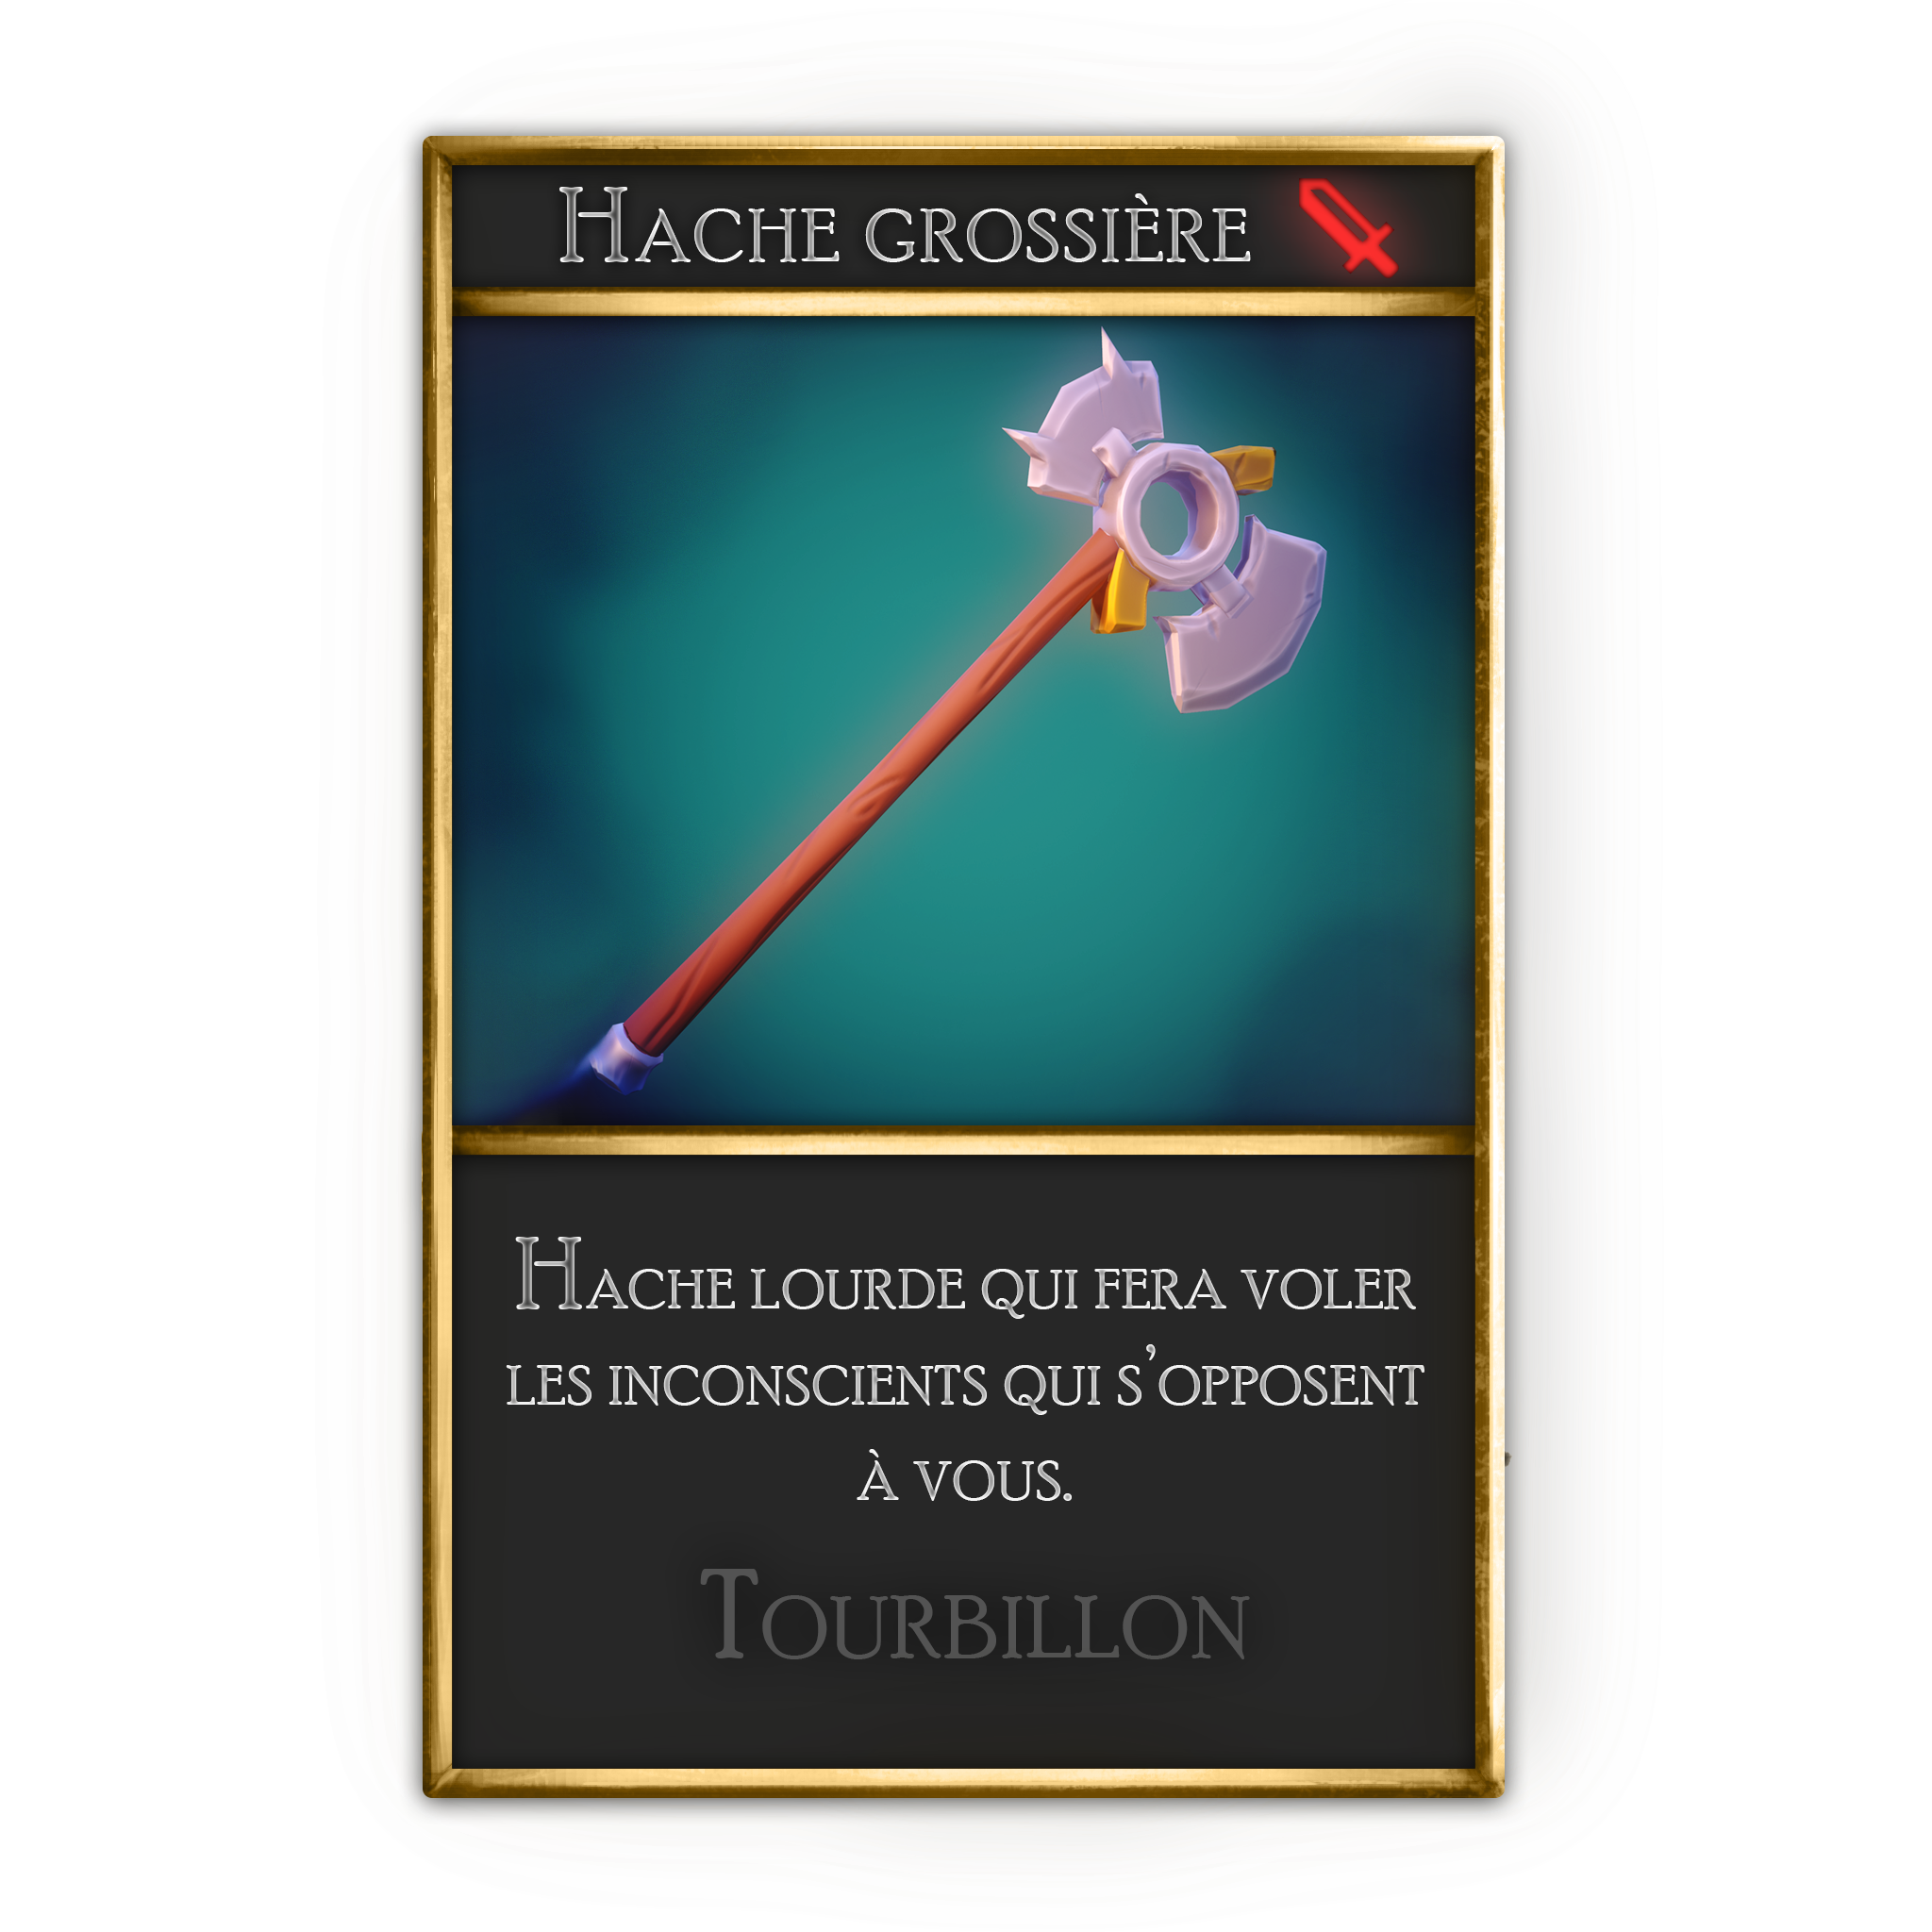 Hache grossière
Hache lourde qui fera voler
les inconscients qui s'opposent
à vous.
Tourbillon